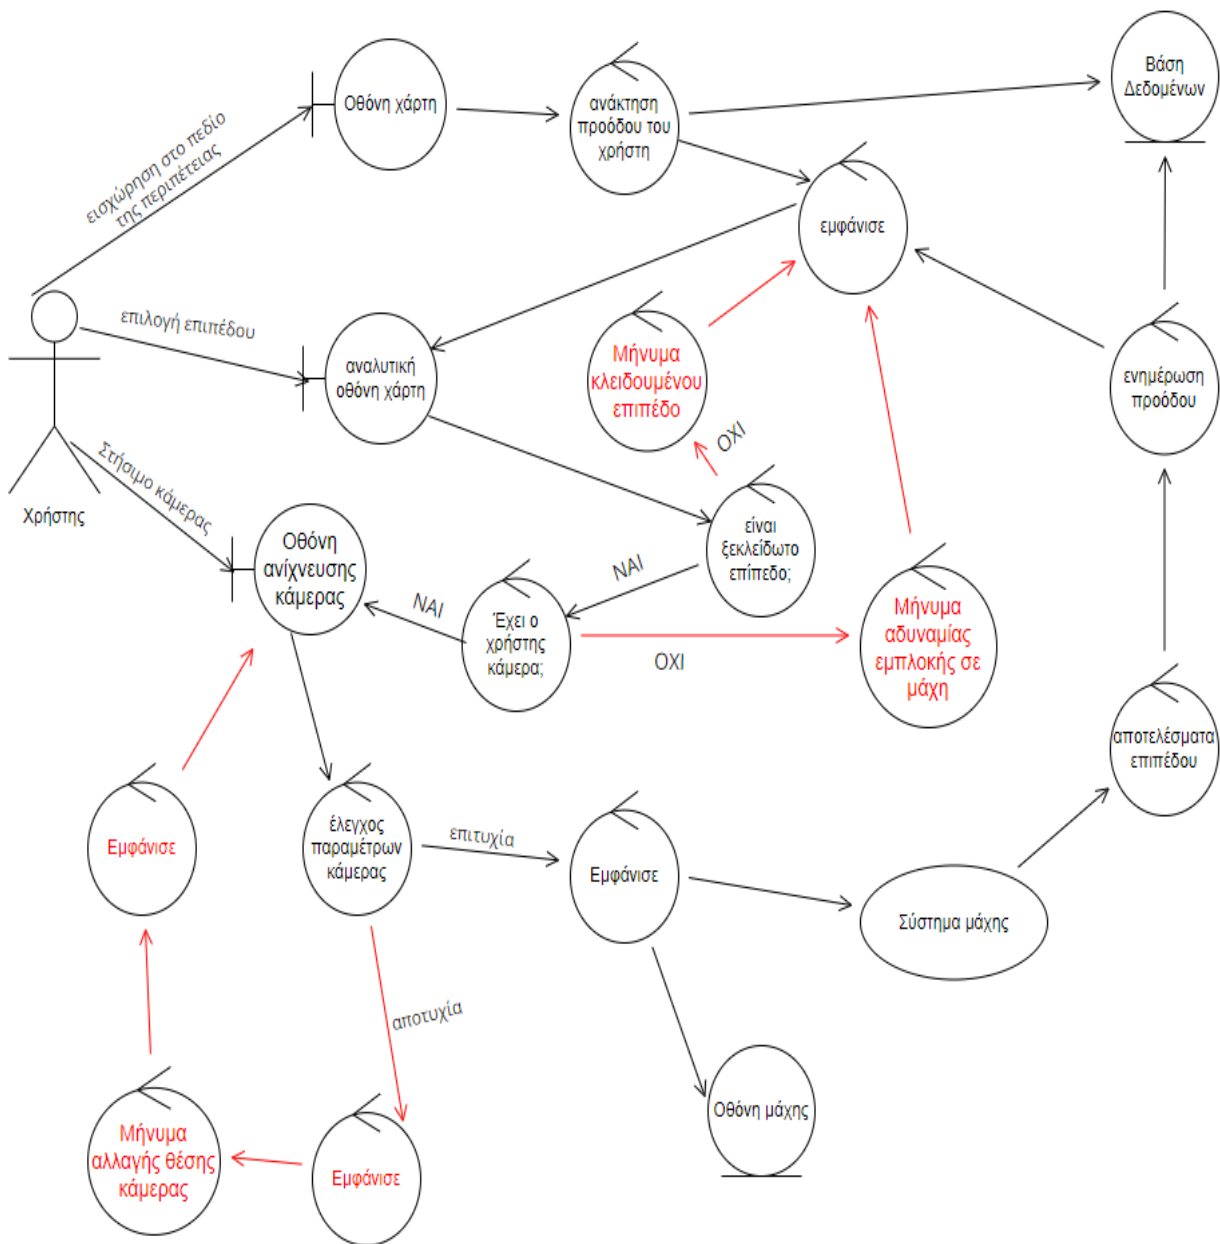 Οθόνη χάρτη
ανάκτηση
προόδου του
χρήστη
Βάση
Δεδομένων
εισχώρηση στο πεδίο
της περιπέτειας
εμφάνισε
επιλογή επιπέδου
αναλυτική
οθόνη χάρτη
Μήνυμα
κλειδουμένου
επιπέδο
ενημέρωση
προόδου
ΟΧΙ
Χρήστης
Στήσιμο κάμερας
Οθόνη
ανίχνευσης
κάμερας
είναι
ξεκλείδωτο
επίπεδο;
ΝΑΙ
ΝΑΙ
Έχει ο
χρήστης
κάμερα;
ΟΧΙ
Μήνυμα
αδυναμίας
εμπλοκής σε
μάχη
αποτελέσματα
επιπέδου
Εμφάνισε
έλεγχος
παραμέτρων
κάμερας
επιτυχία
Εμφάνισε
Σύστημα μάχης
αποτυχία
Οθόνη μάχης
Μήνυμα
αλλαγής θέσης
κάμερας
Εμφάνισε